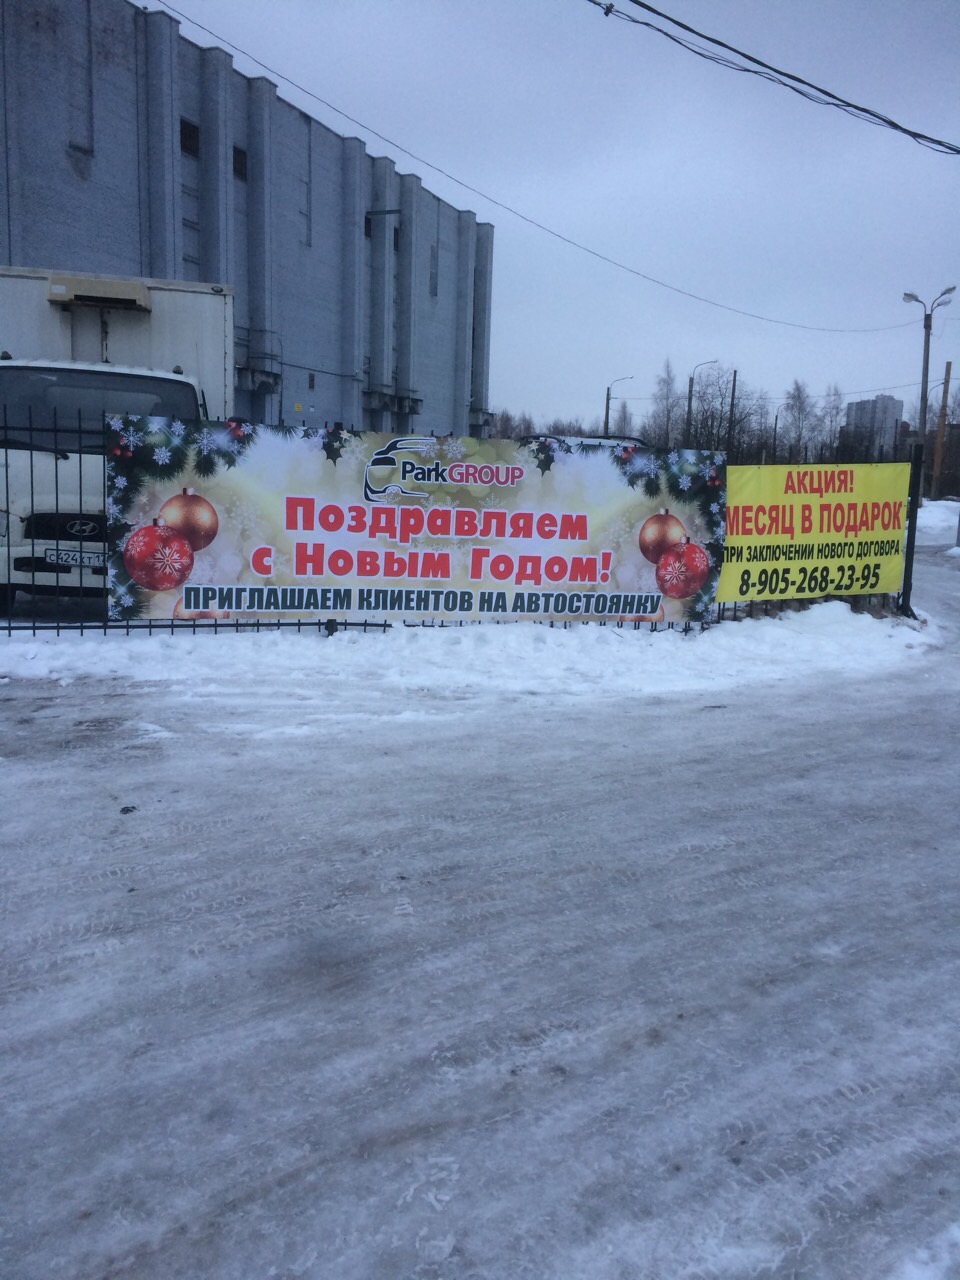 ParkGROUP
Поздравляем
с Новым Годом!
ПРИГЛАШАЕМ КЛИЕНТОВ НА АВТОСТОЯНКУ
АКЦИЯ!
МЕСЯЦ В ПОДАРОК
ПРИ ЗАКЛЮЧЕНИИ НОВОГО ДОГОВОРА
8-905-268-23-95
С424ХТ